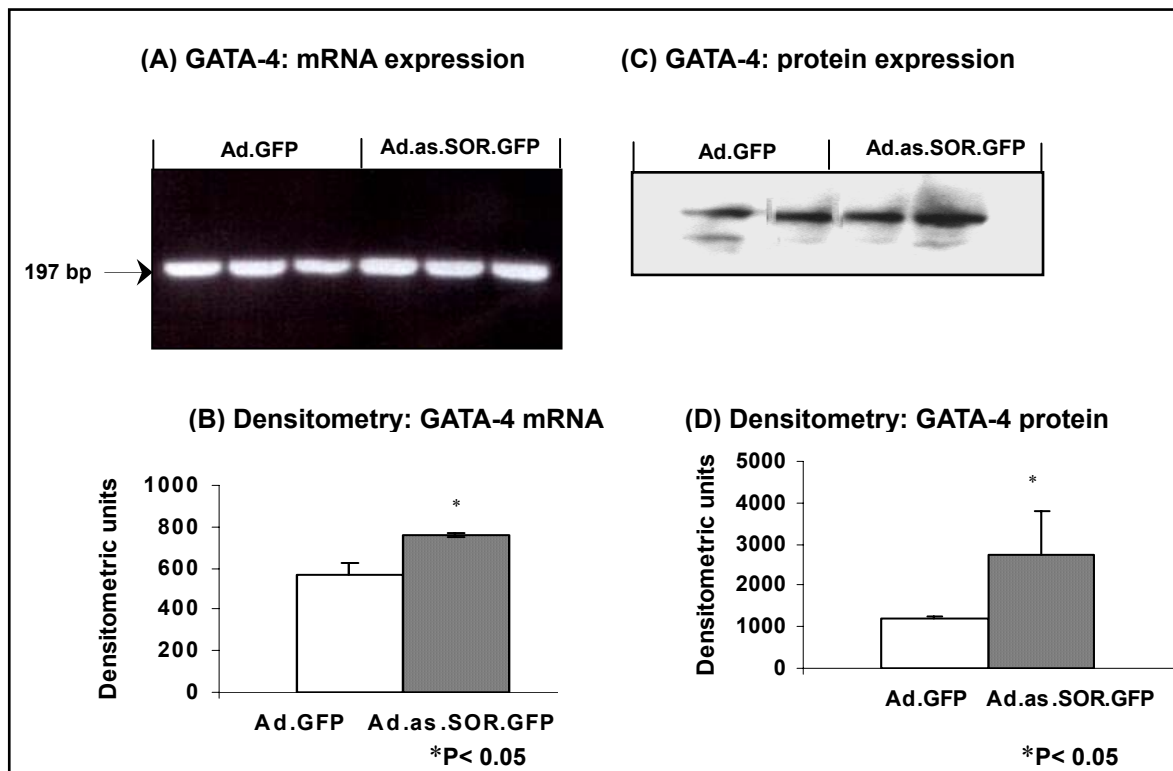 (A) GATA-4: mRNA expression
Ad.GFP
Ad.as.SOR.GFP
197 bp
(C) GATA-4: protein expression
Ad.GFP
Ad.as.SOR.GFP
(B) Densitometry: GATA-4 mRNA
Densitometric units
1000
800
600
400
200
0
*
Ad.GFP
Ad.as.SOR.GFP
*P< 0.05
(D) Densitometry: GATA-4 protein
Densitometric units
5000
4000
3000
2000
1000
0
*
Ad.GFP
Ad.as.SOR.GFP
*P< 0.05